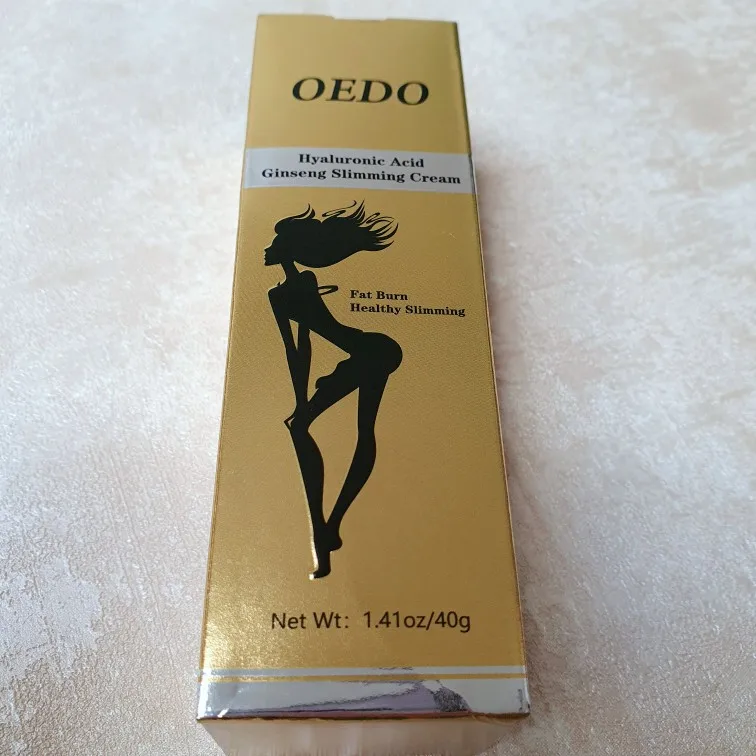 OEDO
Hyaluronic Acid
Ginseng Slimming Cream
Fat Burn
Healthy Slimming
Net Wt: 1.41oz/40g